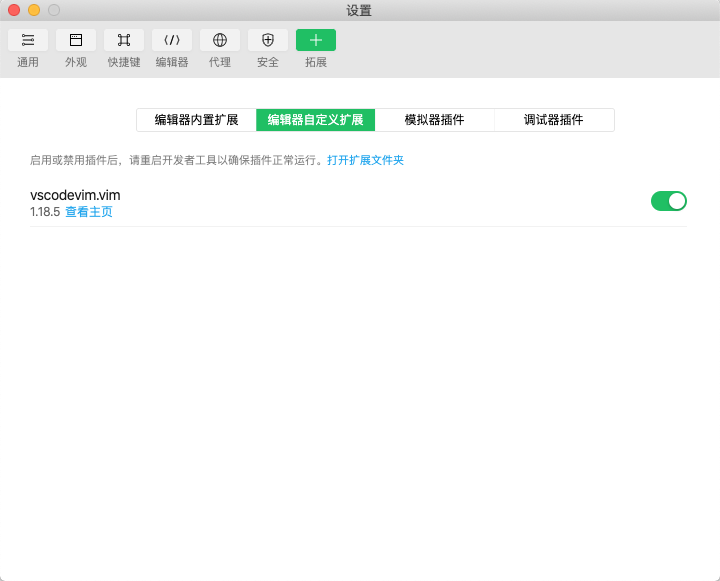 设置
通用 外观 快捷键 编辑器 代理 安全 拓展
编辑器内置扩展 编辑器自定义扩展 模拟器插件 调试器插件
启用或禁用插件后，请重启开发者工具以确保插件正常运行。打开扩展文件夹
vscodevim.vim
1.18.5 查看主页